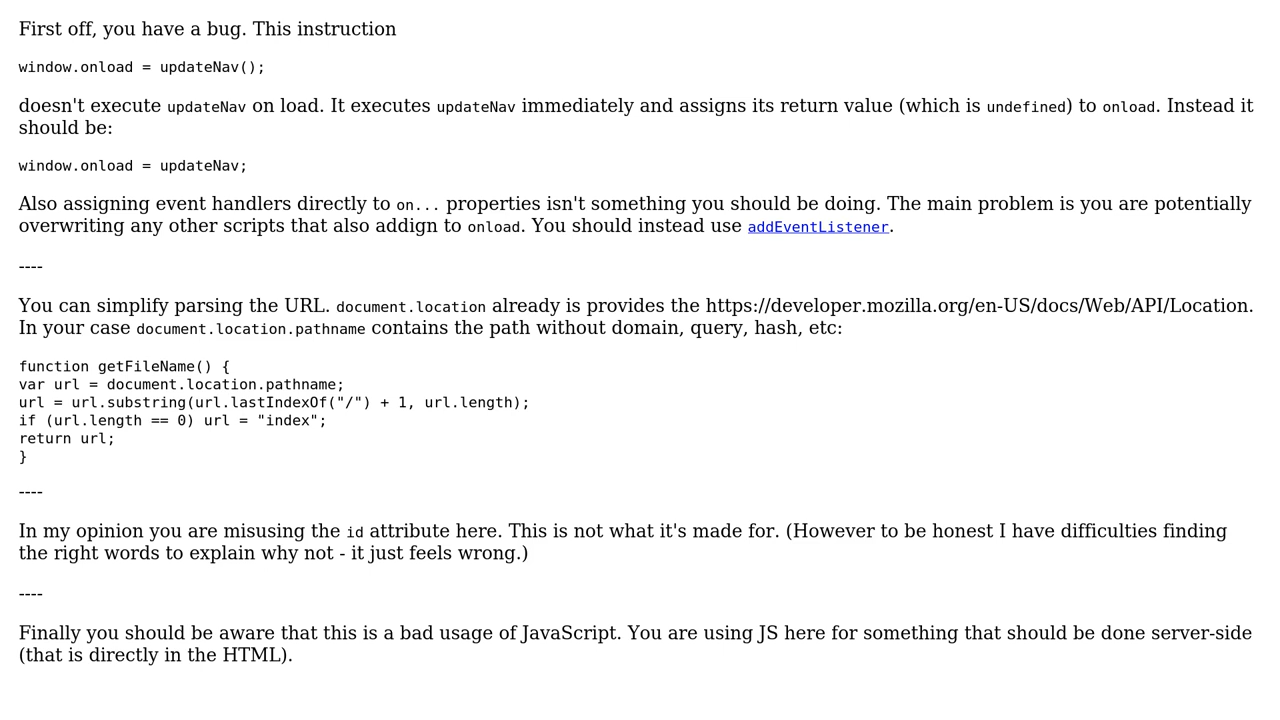 First off, you have a bug. This instruction
window.onload = updateNav();
doesn't execute updateNav on load. It executes updateNav immediately and assigns its return value (which is undefined) to onload. Instead it
should be:
window.onload = updateNav;
Also assigning event handlers directly to on... properties isn't something you should be doing. The main problem is you are potentially
overwriting any other scripts that also addign to onload. You should instead use addEventListener.
----
You can simplify parsing the URL. document.location already is provides the https://developer.mozilla.org/en-US/docs/Web/API/Location.
In your case document.location.pathname contains the path without domain, query, hash, etc:
function getFileName() {
var url = document.location.pathname;
url = url.substring(url.lastIndexOf("/") + 1, url.length);
if (url.length == 0) url = "index";
return url;
}
----
In my opinion you are misusing the id attribute here. This is not what it's made for. (However to be honest I have difficulties finding
the right words to explain why not - it just feels wrong.)
----
Finally you should be aware that this is a bad usage of JavaScript. You are using JS here for something that should be done server-side
(that is directly in the HTML).